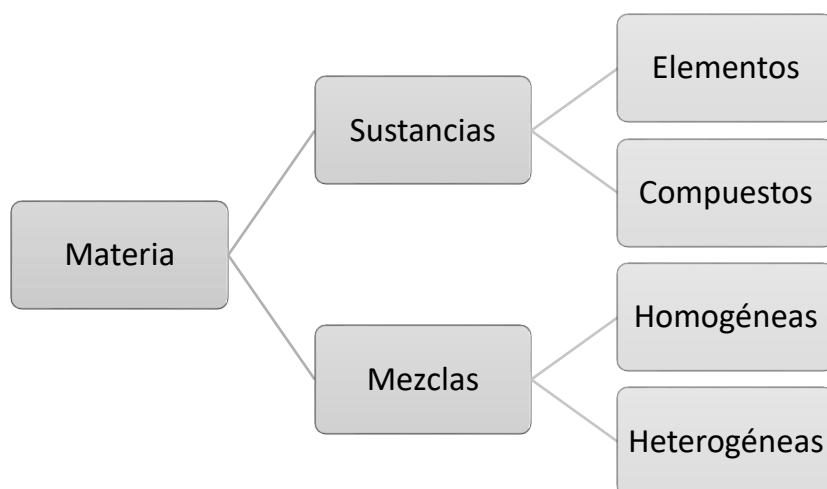 Materia
Sustancias
Elementos
Compuestos
Mezclas
Homogéneas
Heterogéneas